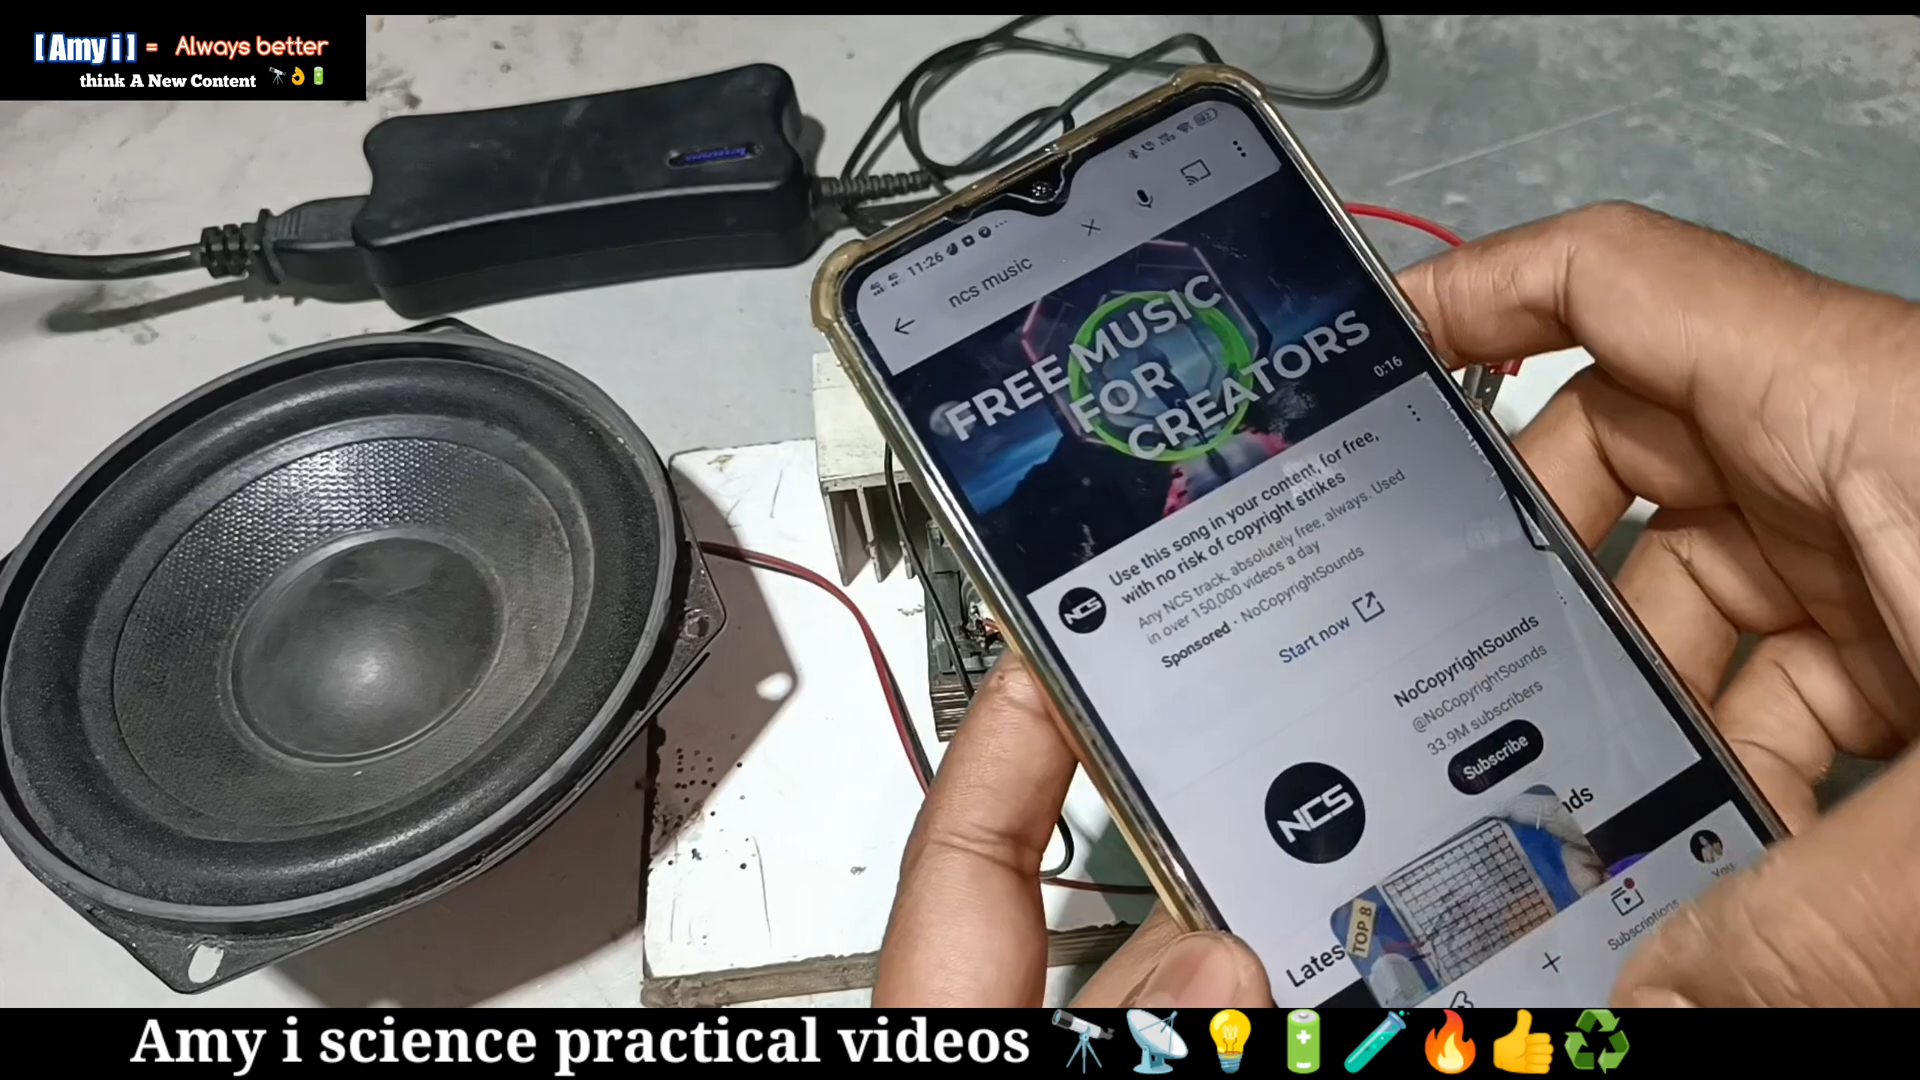 [Amy i] = Always better
think A New Content
11:26
ncs music
FREE MUSIC
FOR
CREATORS
0:16
NCS
Use this song in your content, for free,
with no risk of copyright strikes
Any NCS track, absolutely free, always. Used
in over 150,000 videos a day
Sponsored · NoCopyrightSounds
Start now
NCS
NoCopyrightSounds
@NoCopyrightSounds
33.9M subscribers
Subscribe
TOP 8
You
Subscriptions
Amy i science practical videos